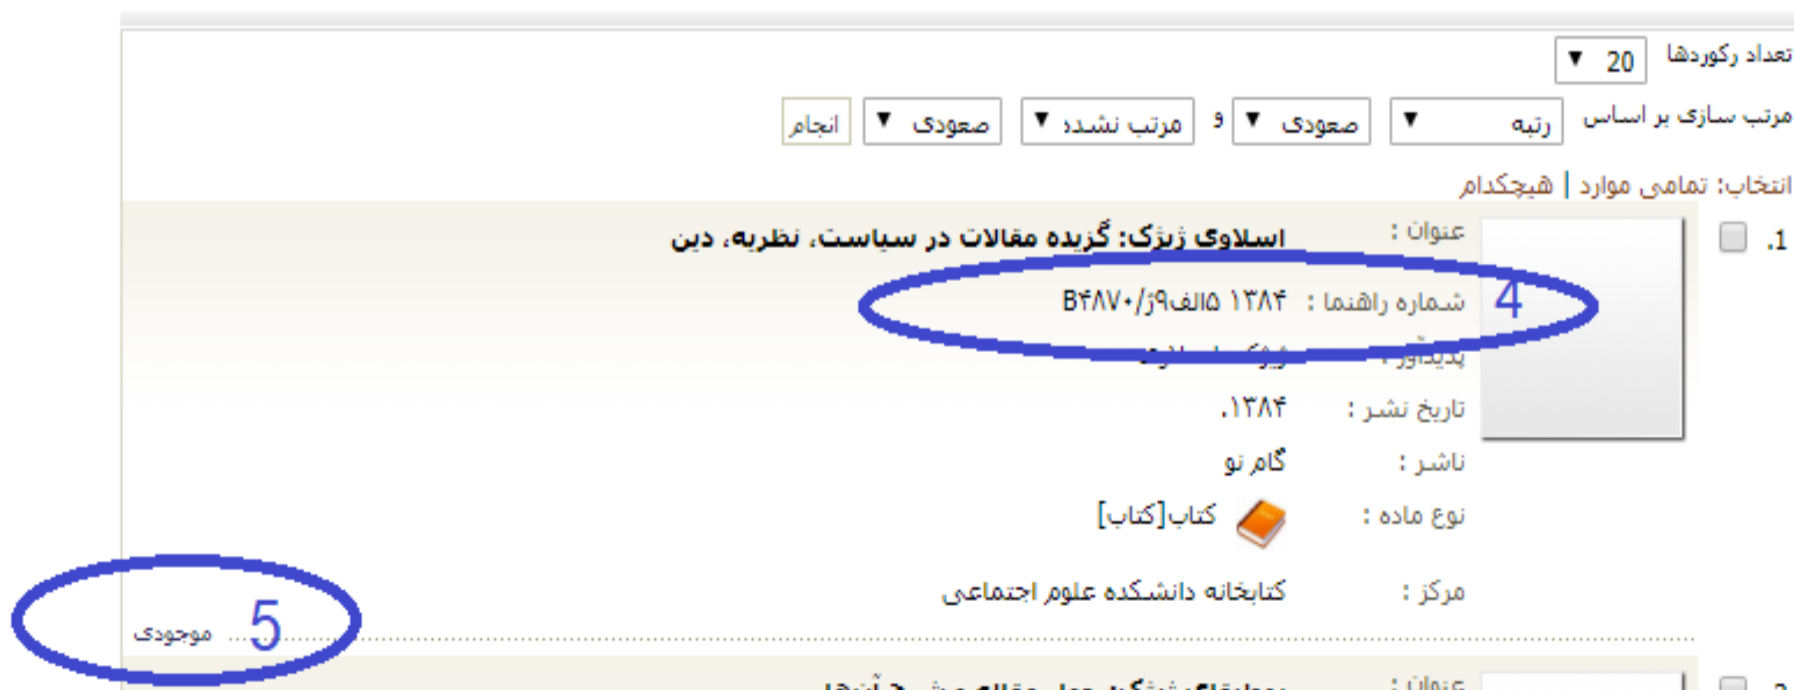 تعداد رکوردها 20
مرتب سازی بر اساس رتبه صعودی و مرتب نشده صعودی انجام
انتخاب: تمامی موارد | هیچکدام
1. عنوان : اسلاوی ژیژک: گزیده مقالات در سیاست، نظریه، دین
4 شماره راهنما : B۴۸۷۰/ژ۹الف۵ ۱۳۸۴
پدیدآور :
تاریخ نشر : ۱۳۸۴.
ناشر : گام نو
نوع ماده : کتاب[کتاب]
مرکز : کتابخانه دانشکده علوم اجتماعی
5 موجودی
عنوان :